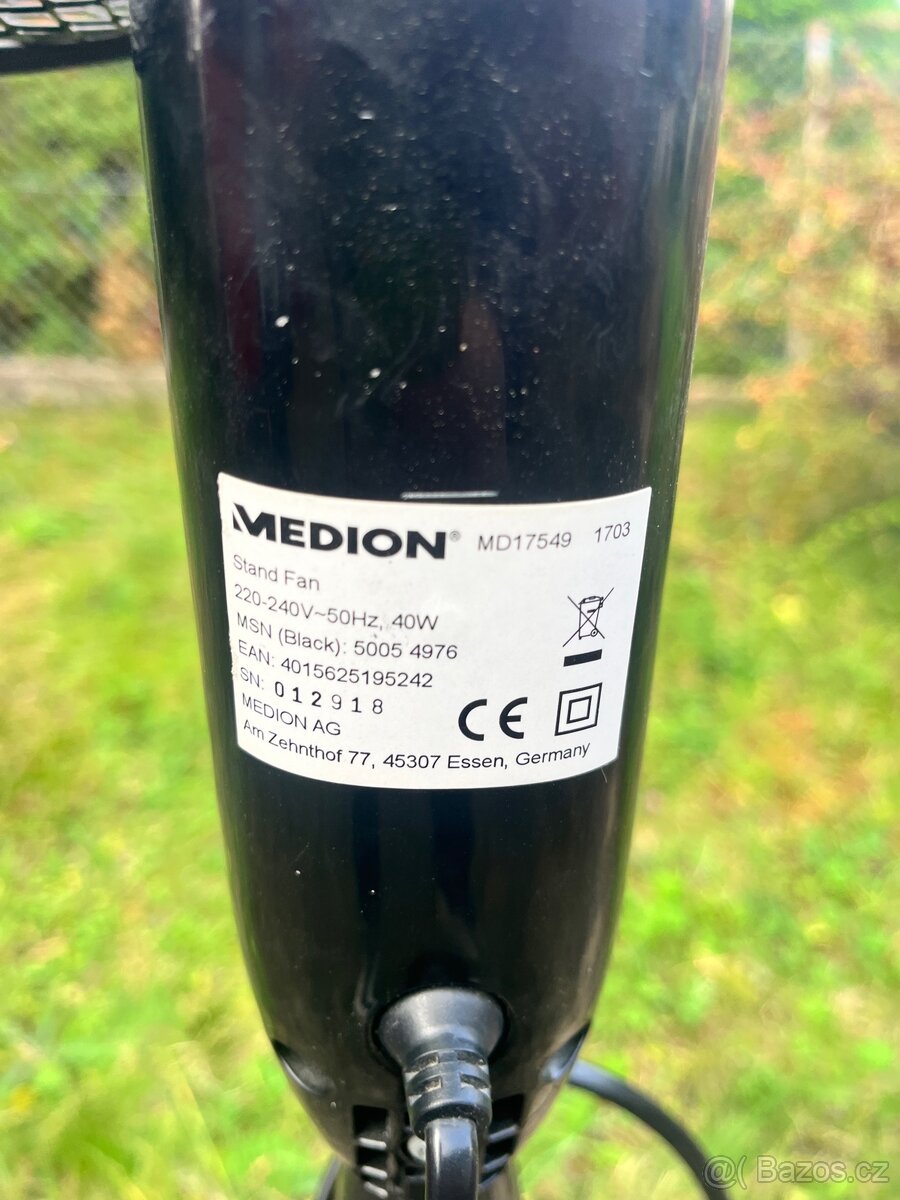 MEDION® MD17549 1703
Stand Fan
220-240V~50Hz, 40W
MSN (Black): 5005 4976
EAN: 4015625195242
SN: 012918
MEDION AG
Am Zehnthof 77, 45307 Essen, Germany
CE
@( Bazos.cz